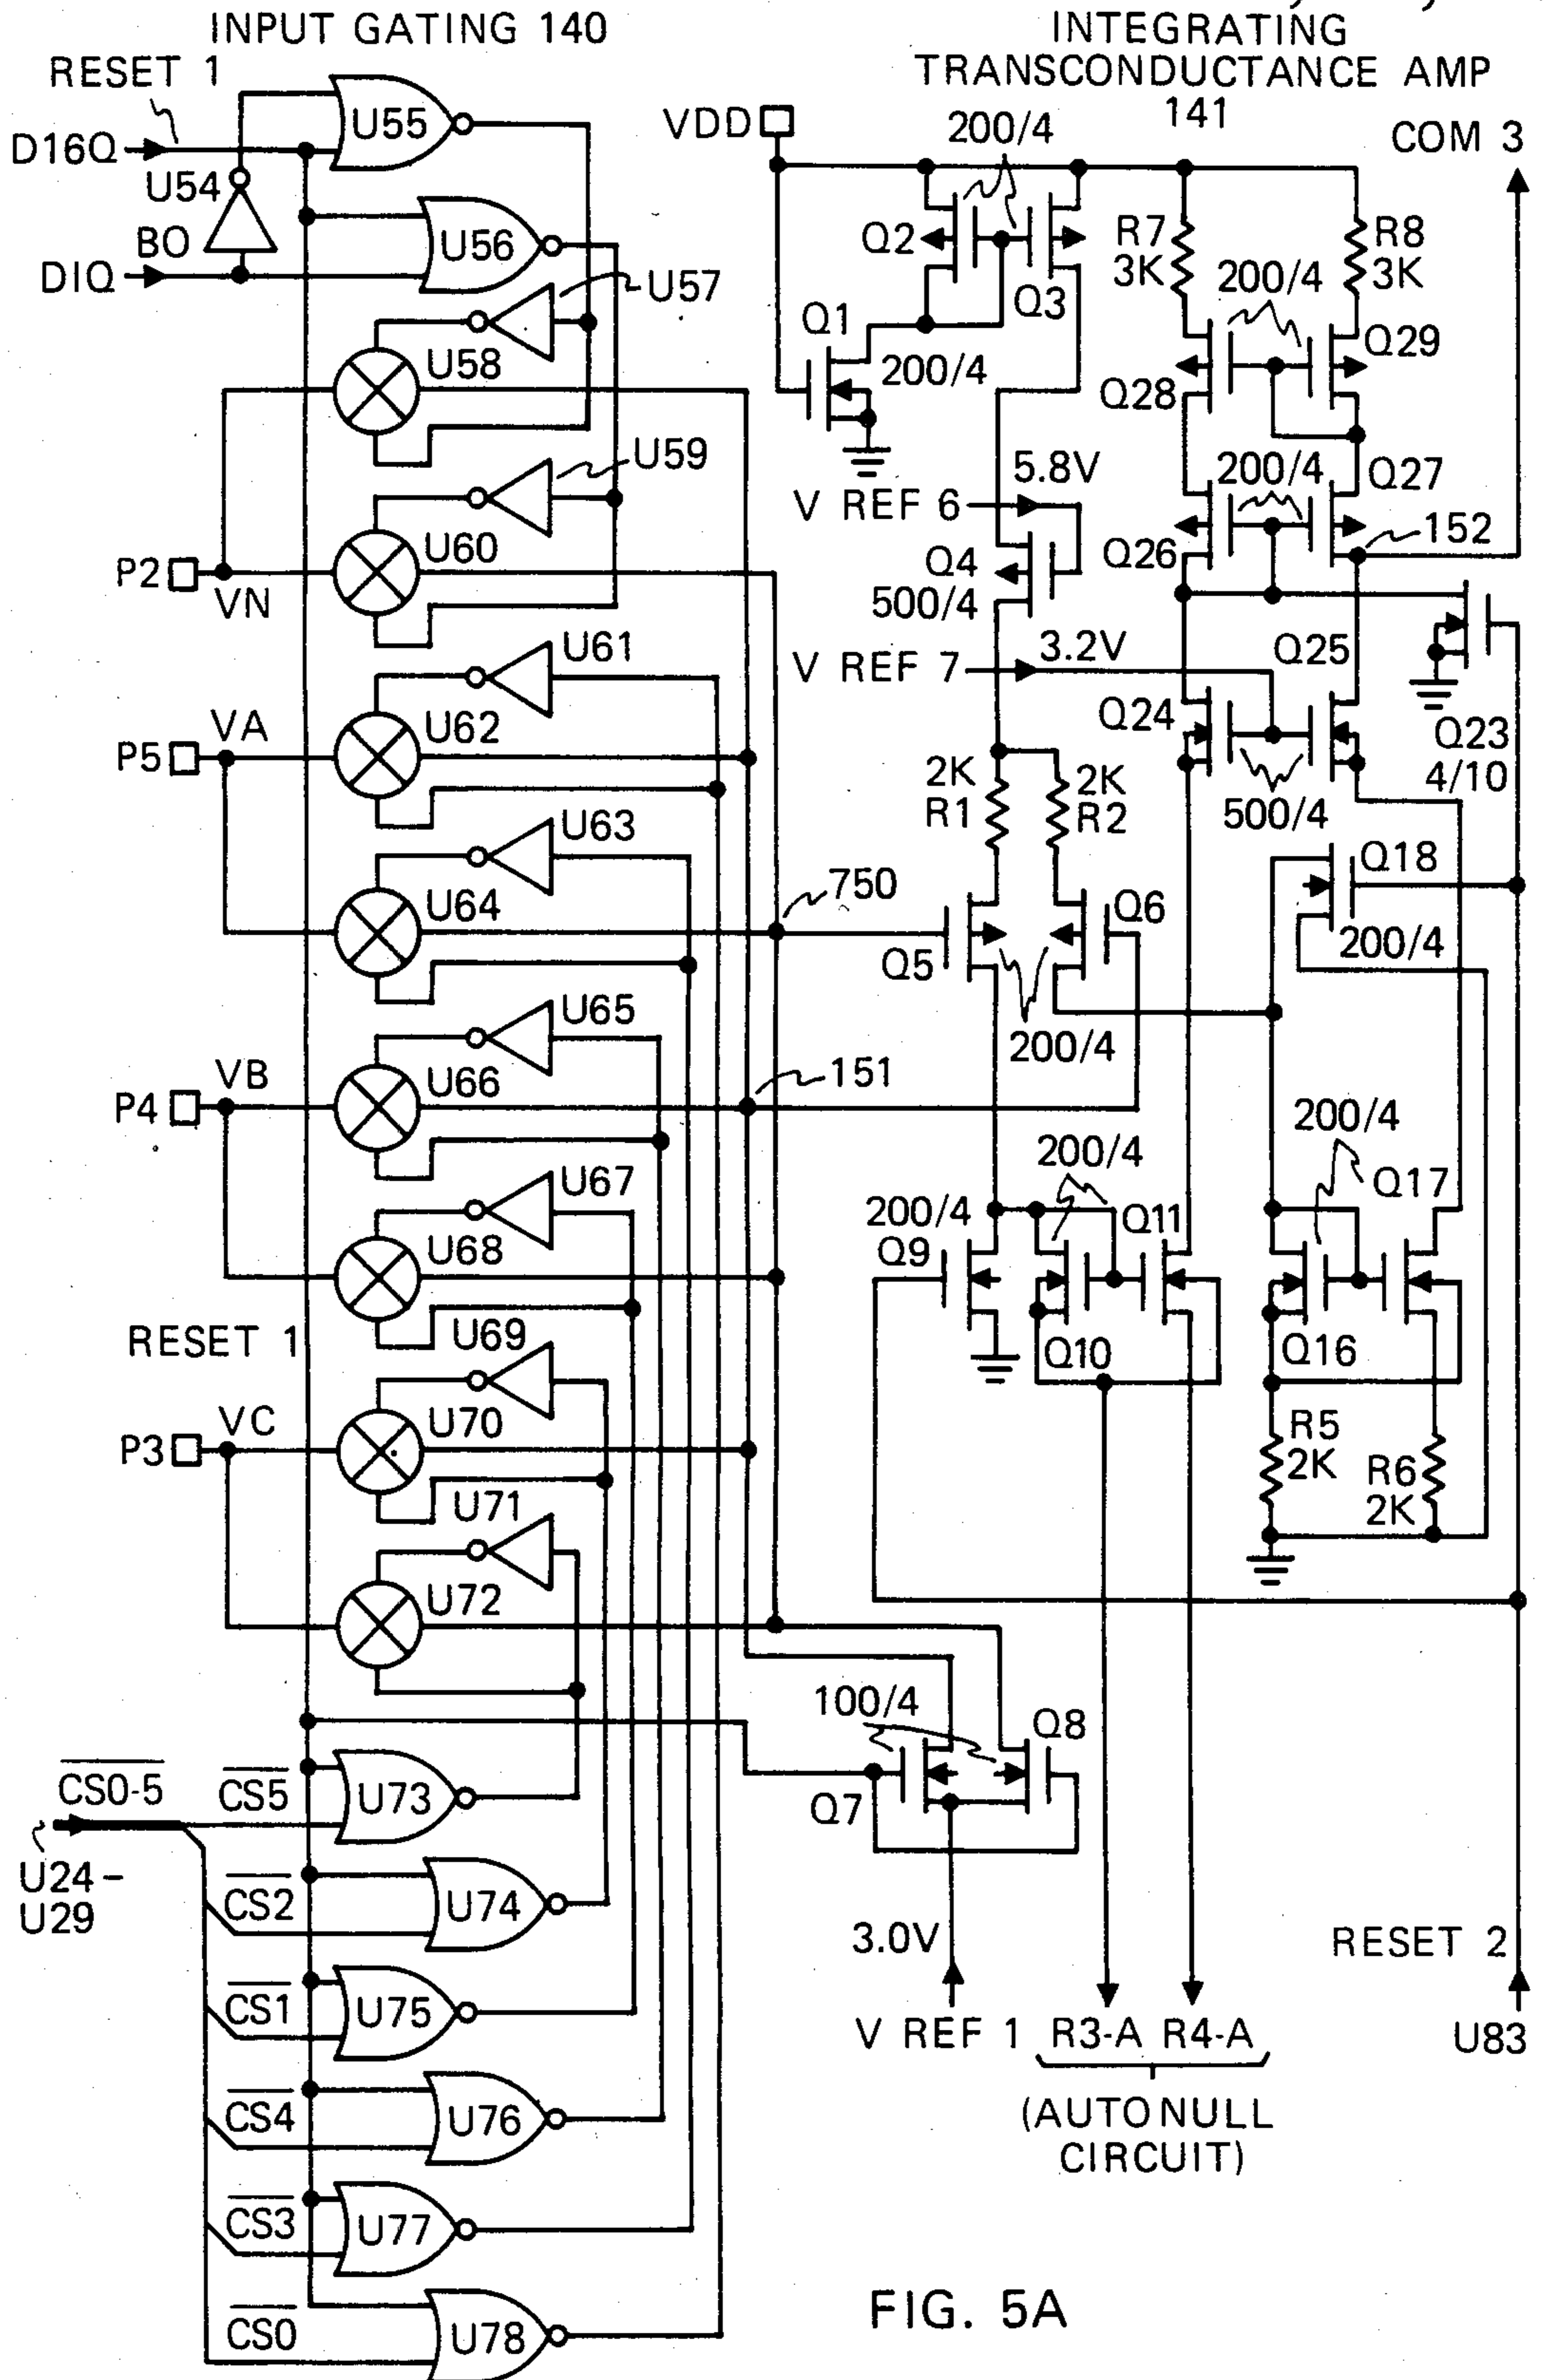 INPUT GATING 140
INTEGRATING
TRANSCONDUCTANCE AMP
141
RESET 1
D16Q
U54
BO
DIQ
U55
U56
U57
U58
U59
U60
P2
VN
U61
VA
P5
U62
U63
U64
U65
VB
P4
U66
U67
U68
RESET 1
U69
VC
P3
U70
U71
U72
CS0-5
CS5
U73
U24-
U29
CS2
U74
CS1
U75
CS4
U76
CS3
U77
CS0
U78
VDD
200/4
COM 3
Q2
Q3
R7
3K
R8
3K
200/4
Q1
200/4
Q28
Q29
5.8V
V REF 6
200/4
Q27
152
Q26
Q4
500/4
3.2V
V REF 7
Q25
Q24
Q23
4/10
2K
R1
2K
R2
500/4
Q18
200/4
750
Q5
Q6
200/4
151
200/4
200/4
200/4
Q9
Q11
Q17
Q10
Q16
R5
2K
R6
2K
100/4
Q8
Q7
3.0V
V REF 1
R3-A R4-A
(AUTONULL
CIRCUIT)
RESET 2
U83
FIG. 5A